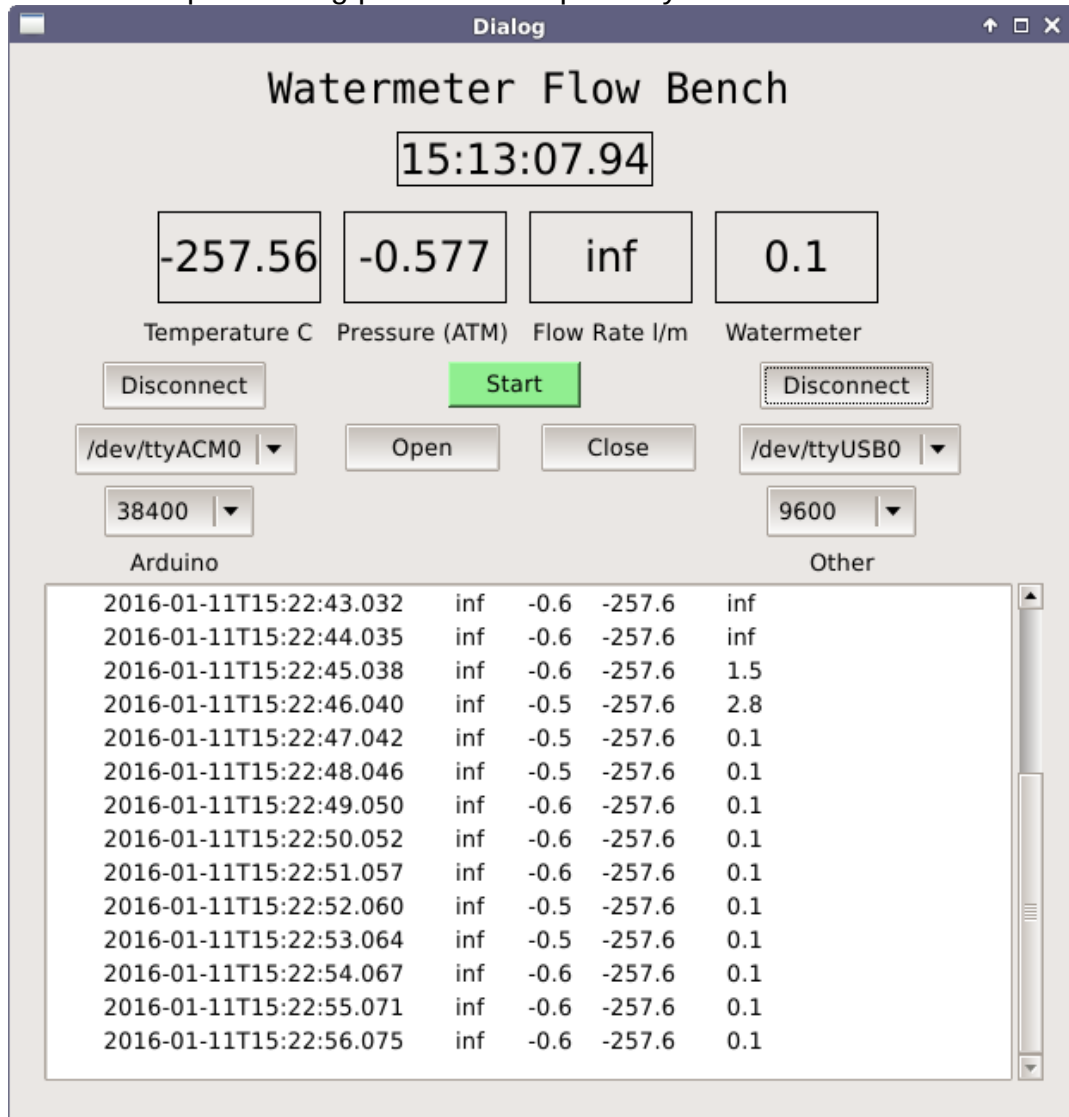 Dialog
Watermeter Flow Bench
15:13:07.94
-257.56 -0.577 inf 0.1
Temperature C Pressure (ATM) Flow Rate l/m Watermeter
Disconnect Start Disconnect
/dev/ttyACM0 Open Close /dev/ttyUSB0
38400 9600
Arduino Other
2016-01-11T15:22:43.032 inf -0.6 -257.6 inf
2016-01-11T15:22:44.035 inf -0.6 -257.6 inf
2016-01-11T15:22:45.038 inf -0.6 -257.6 1.5
2016-01-11T15:22:46.040 inf -0.5 -257.6 2.8
2016-01-11T15:22:47.042 inf -0.5 -257.6 0.1
2016-01-11T15:22:48.046 inf -0.5 -257.6 0.1
2016-01-11T15:22:49.050 inf -0.6 -257.6 0.1
2016-01-11T15:22:50.052 inf -0.6 -257.6 0.1
2016-01-11T15:22:51.057 inf -0.6 -257.6 0.1
2016-01-11T15:22:52.060 inf -0.5 -257.6 0.1
2016-01-11T15:22:53.064 inf -0.5 -257.6 0.1
2016-01-11T15:22:54.067 inf -0.6 -257.6 0.1
2016-01-11T15:22:55.071 inf -0.6 -257.6 0.1
2016-01-11T15:22:56.075 inf -0.6 -257.6 0.1